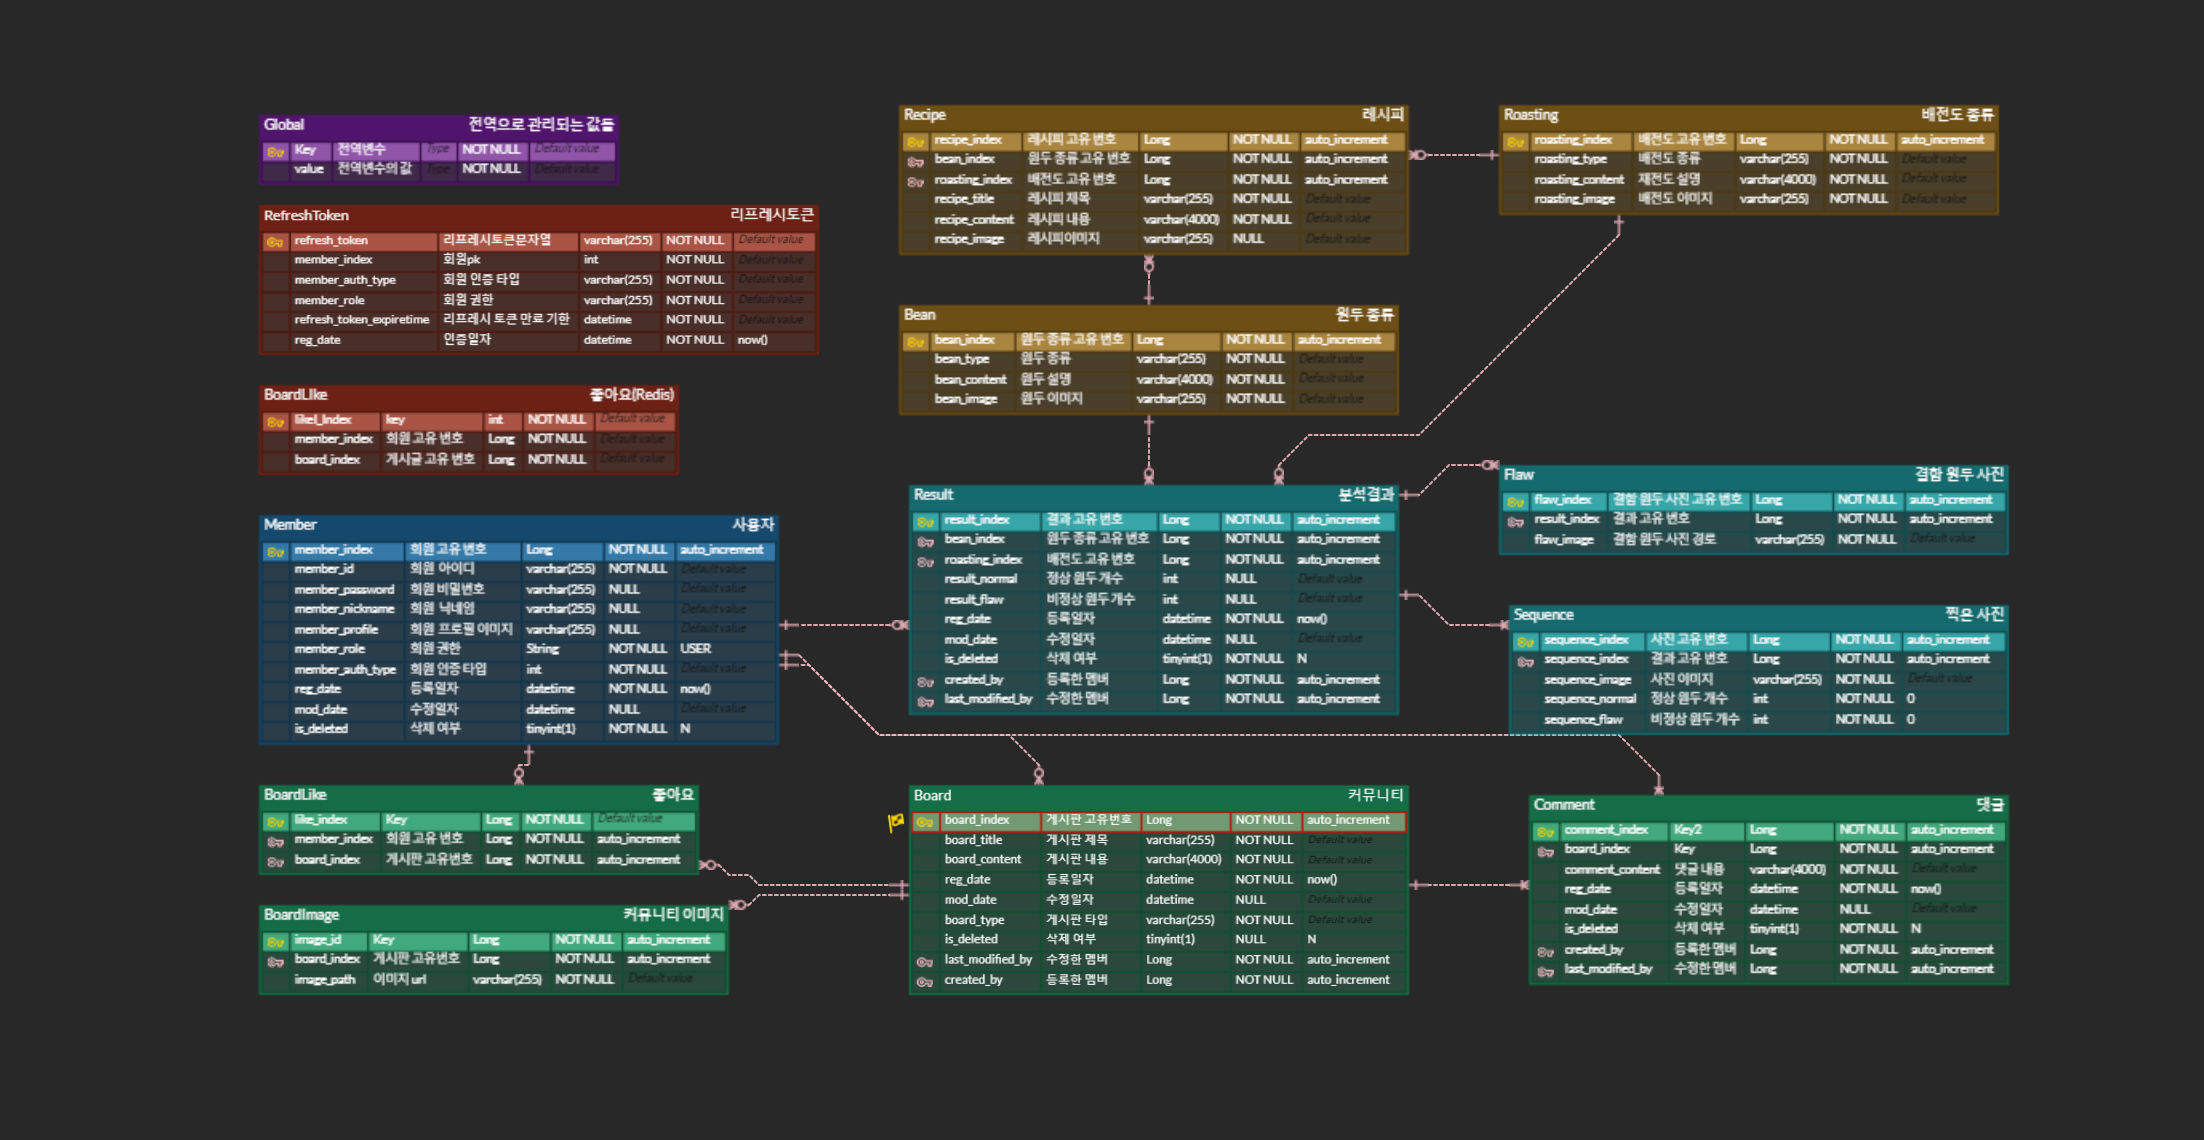 Global 전역으로 관리되는 값들
Key 전역변수 Type NOT NULL Default value
value 전역변수의 값 Type NOT NULL Default value
RefreshToken 리프레시토큰
refresh_token 리프레시토큰문자열 varchar(255) NOT NULL Default value
member_index 회원pk int NOT NULL Default value
member_auth_type 회원 인증 타입 varchar(255) NOT NULL Default value
member_role 회원 권한 varchar(255) NOT NULL Default value
refresh_token_expiretime 리프레시 토큰 만료 기한 datetime NOT NULL Default value
reg_date 인증일자 datetime NOT NULL now()
BoardLIke 좋아요(Redis)
likel_Index key int NOT NULL Default value
member_index 회원 고유 번호 Long NOT NULL Default value
board_index 게시글 고유 번호 Long NOT NULL Default value
Member 사용자
member_index 회원 고유 번호 Long NOT NULL auto_increment
member_id 회원 아이디 varchar(255) NOT NULL Default value
member_password 회원 비밀번호 varchar(255) NULL Default value
member_nickname 회원 닉네임 varchar(255) NULL Default value
member_profile 회원 프로필 이미지 varchar(255) NULL Default value
member_role 회원 권한 String NOT NULL USER
member_auth_type 회원 인증 타입 int NOT NULL Default value
reg_date 등록일자 datetime NOT NULL now()
mod_date 수정일자 datetime NULL Default value
is_deleted 삭제 여부 tinyint(1) NOT NULL N
BoardLike 좋아요
like_index Key Long NOT NULL Default value
member_index 회원 고유 번호 Long NOT NULL auto_increment
board_index 게시판 고유번호 Long NOT NULL auto_increment
BoardImage 커뮤니티 이미지
image_id Key Long NOT NULL auto_increment
board_index 게시판 고유번호 Long NOT NULL auto_increment
image_path 이미지 url varchar(255) NOT NULL Default value
Recipe 레시피
recipe_index 레시피 고유 번호 Long NOT NULL auto_increment
bean_index 원두 종류 고유 번호 Long NOT NULL auto_increment
roasting_index 배전도 고유 번호 Long NOT NULL auto_increment
recipe_title 레시피 제목 varchar(255) NOT NULL Default value
recipe_content 레시피 내용 varchar(4000) NOT NULL Default value
recipe_image 레시피이미지 varchar(255) NULL Default value
Bean 원두 종류
bean_index 원두 종류 고유 번호 Long NOT NULL auto_increment
bean_type 원두 종류 varchar(255) NOT NULL Default value
bean_content 원두 설명 varchar(4000) NOT NULL Default value
bean_image 원두 이미지 varchar(255) NOT NULL Default value
Result 분석결과
result_index 결과 고유 번호 Long NOT NULL auto_increment
bean_index 원두 종류 고유 번호 Long NOT NULL auto_increment
roasting_index 배전도 고유 번호 Long NOT NULL auto_increment
result_normal 정상 원두 개수 int NULL Default value
result_flaw 비정상 원두 개수 int NULL Default value
reg_date 등록일자 datetime NOT NULL now()
mod_date 수정일자 datetime NULL Default value
is_deleted 삭제 여부 tinyint(1) NOT NULL N
created_by 등록한 멤버 Long NOT NULL auto_increment
last_modified_by 수정한 멤버 Long NOT NULL auto_increment
Board 커뮤니티
board_index 게시판 고유번호 Long NOT NULL auto_increment
board_title 게시판 제목 varchar(255) NOT NULL Default value
board_content 게시판 내용 varchar(4000) NOT NULL Default value
reg_date 등록일자 datetime NOT NULL now()
mod_date 수정일자 datetime NULL Default value
board_type 게시판 타입 varchar(255) NOT NULL Default value
is_deleted 삭제 여부 tinyint(1) NULL N
last_modified_by 수정한 멤버 Long NOT NULL auto_increment
created_by 등록한 멤버 Long NOT NULL auto_increment
Roasting 배전도 종류
roasting_index 배전도 고유 번호 Long NOT NULL auto_increment
roasting_type 배전도 종류 varchar(255) NOT NULL Default value
roasting_content 재전도 설명 varchar(4000) NOT NULL Default value
roasting_image 배전도 이미지 varchar(255) NOT NULL Default value
Flaw 결함 원두 사진
flaw_index 결함 원두 사진 고유 번호 Long NOT NULL auto_increment
result_index 결과 고유 번호 Long NOT NULL auto_increment
flaw_image 결함 원두 사진 경로 varchar(255) NOT NULL Default value
Sequence 찍은 사진
sequence_index 사진 고유 번호 Long NOT NULL auto_increment
sequence_index 결과 고유 번호 Long NOT NULL auto_increment
sequence_image 사진 이미지 varchar(255) NOT NULL Default value
sequence_normal 정상 원두 개수 int NOT NULL 0
sequence_flaw 비정상 원두 개수 int NOT NULL 0
Comment 댓글
comment_index Key2 Long NOT NULL auto_increment
board_index Key Long NOT NULL auto_increment
comment_content 댓글 내용 varchar(4000) NOT NULL Default value
reg_date 등록일자 datetime NOT NULL now()
mod_date 수정일자 datetime NULL Default value
is_deleted 삭제 여부 tinyint(1) NOT NULL N
created_by 등록한 멤버 Long NOT NULL auto_increment
last_modified_by 수정한 멤버 Long NOT NULL auto_increment